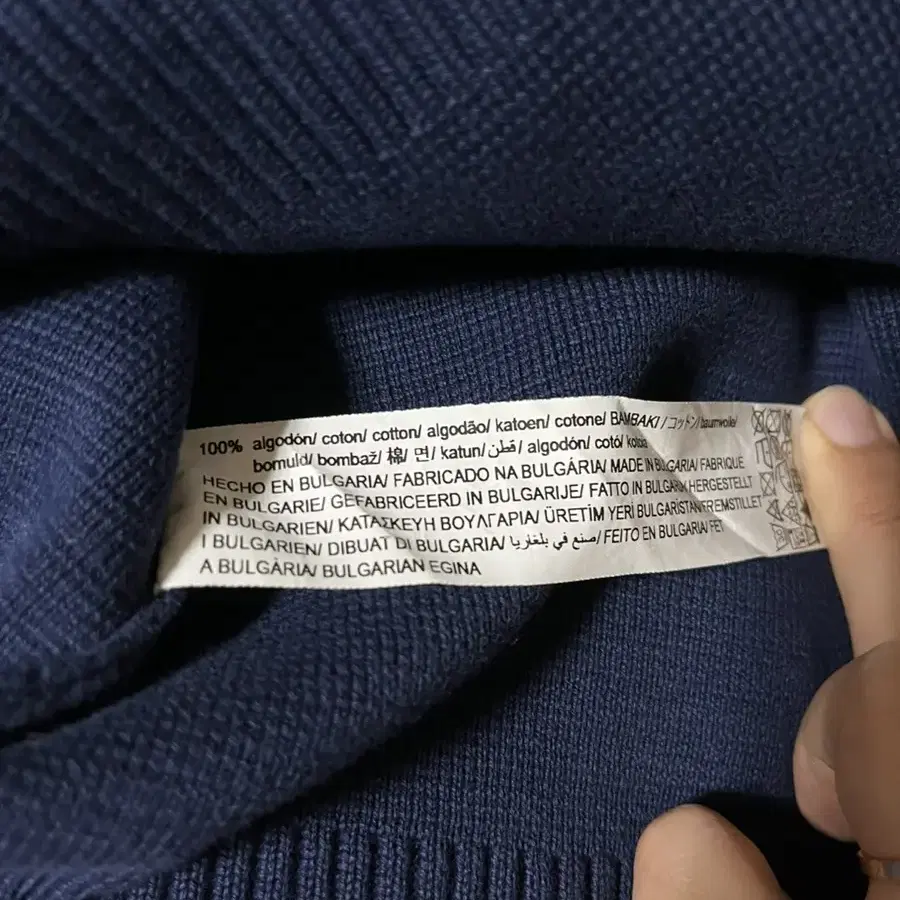 100% algodón/ coton/ cotton/ algodão/ katoen/ cotone/ BAMBAKI / コットン/ baumwolle/
bomuld/ bombaž/ 棉/ 면/ katun/ قطن/ algodón/ cotó/
HECHO EN BULGARIA/ FABRICADO NA BULGÁRIA/ MADE IN BULGARIA/ FABRIQUE
EN BULGARIE/ GEFABRICEERD IN BULGARIJE/ FATTO IN BULGARIA/ HERGESTELLT
IN BULGARIEN/ ΚΑΤΑΣΚΕΥΗ ΒΟΥΛΓΑΡΙΑ/ ÜRETİM YERİ BULGARİSTAN/ FREMSTILLET
I BULGARIEN/ DIBUAT DI BULGARIA/ صنع في بلغاريا/ FEITO EN BULGARIA/ FET
A BULGÀRIA/ BULGARIAN EGINA